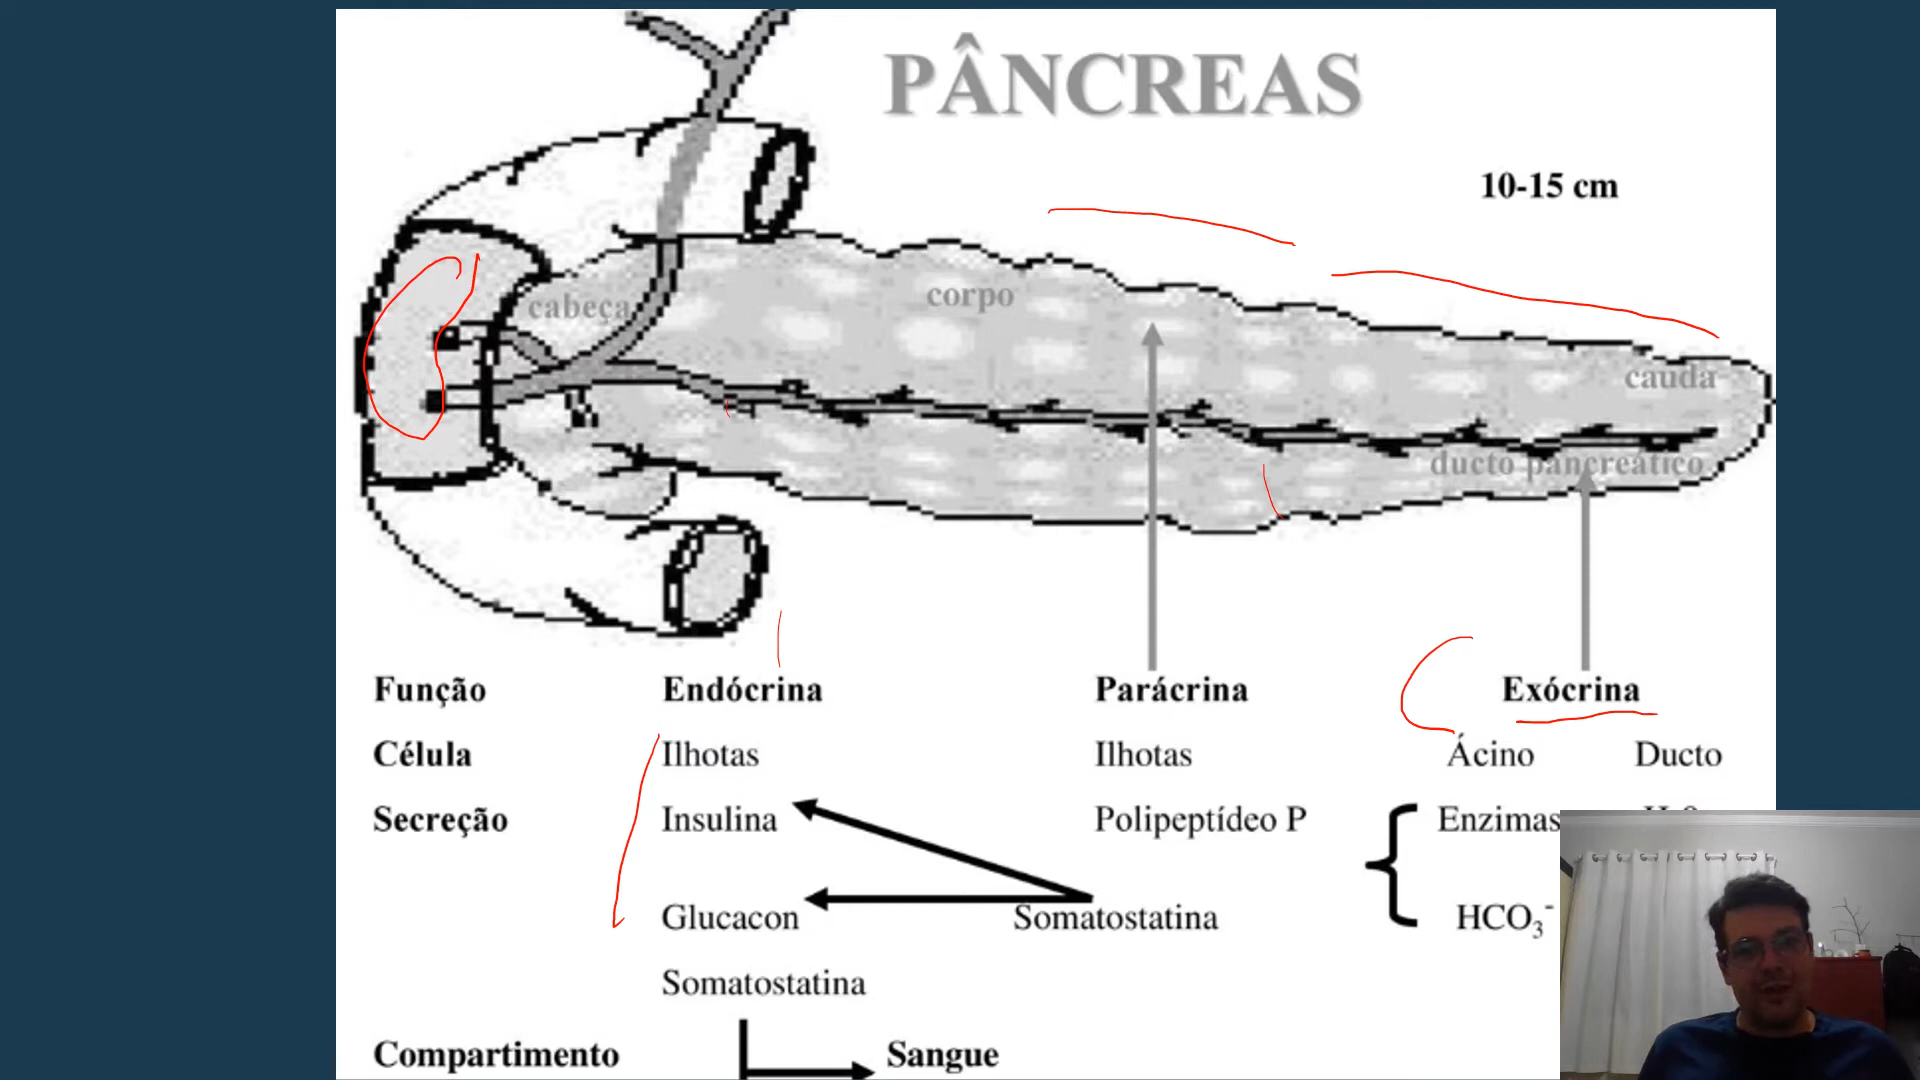 PÂNCREAS
10-15 cm
cabeça
corpo
cauda
ducto pancreático
Função Endócrina Parácrina Exócrina
Célula Ilhotas Ilhotas Ácino Ducto
Secreção Insulina Polipeptídeo P Enzimas
Glucacon Somatostatina HCO3-
Somatostatina
Compartimento Sangue